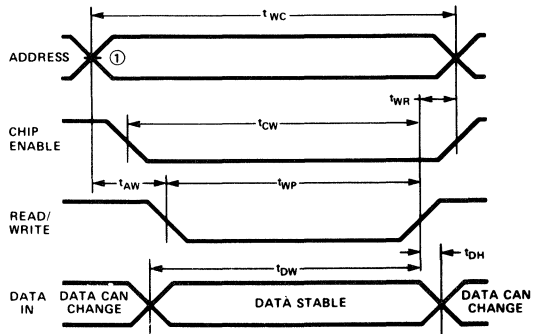 tWC
ADDRESS ①
tWR
CHIP
ENABLE
tCW
tAW
tWP
READ/
WRITE
tDH
tDW
DATA
IN
DATA CAN
CHANGE
DATA STABLE
DATA CAN
CHANGE